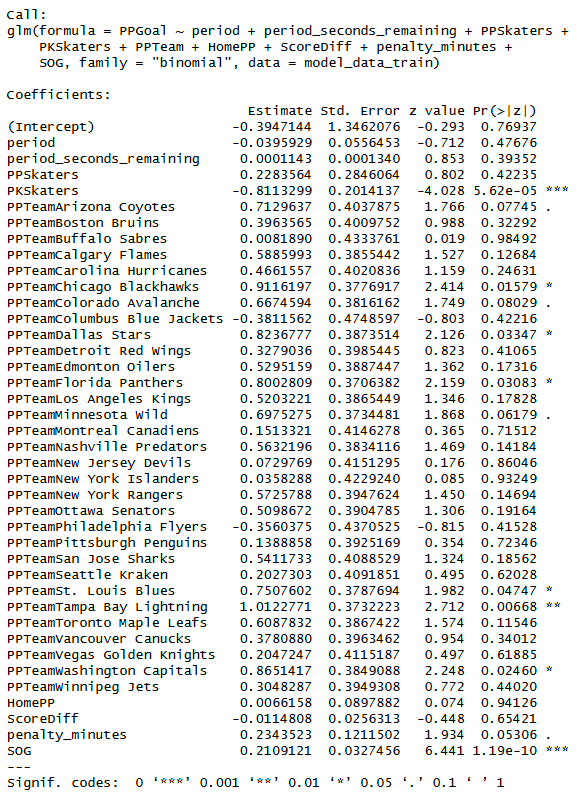 Call:
glm(formula = PPGoal ~ period + period_seconds_remaining + PPSkaters +
    PKSkaters + PPTeam + HomePP + ScoreDiff + penalty_minutes +
    SOG, family = "binomial", data = model_data_train)

Coefficients:
                              Estimate Std. Error z value Pr(>|z|)
(Intercept)                 -0.3947144  1.3462076  -0.293  0.76937
period                      -0.0395929  0.0556453  -0.712  0.47676
period_seconds_remaining     0.0001143  0.0001340   0.853  0.39352
PPSkaters                    0.2283564  0.2846064   0.802  0.42235
PKSkaters                   -0.8113299  0.2014137  -4.028 5.62e-05 ***
PPTeamArizona Coyotes        0.7129637  0.4037875   1.766  0.07745 .
PPTeamBoston Bruins          0.3963565  0.4009752   0.988  0.32292
PPTeamBuffalo Sabres         0.0081890  0.4333761   0.019  0.98492
PPTeamCalgary Flames         0.5885993  0.3855442   1.527  0.12684
PPTeamCarolina Hurricanes    0.4661557  0.4020836   1.159  0.24631
PPTeamChicago Blackhawks     0.9116197  0.3776917   2.414  0.01579 *
PPTeamColorado Avalanche     0.6674594  0.3816162   1.749  0.08029 .
PPTeamColumbus Blue Jackets -0.3811562  0.4748597  -0.803  0.42216
PPTeamDallas Stars           0.8236777  0.3873514   2.126  0.03347 *
PPTeamDetroit Red Wings      0.3279036  0.3985445   0.823  0.41065
PPTeamEdmonton Oilers        0.5295159  0.3887447   1.362  0.17316
PPTeamFlorida Panthers       0.8002809  0.3706382   2.159  0.03083 *
PPTeamLos Angeles Kings      0.5203221  0.3865449   1.346  0.17828
PPTeamMinnesota Wild         0.6975275  0.3734481   1.868  0.06179 .
PPTeamMontreal Canadiens     0.1513321  0.4146278   0.365  0.71512
PPTeamNashville Predators    0.5632196  0.3834116   1.469  0.14184
PPTeamNew Jersey Devils      0.0729769  0.4151295   0.176  0.86046
PPTeamNew York Islanders     0.0358288  0.4229240   0.085  0.93249
PPTeamNew York Rangers       0.5725788  0.3947624   1.450  0.14694
PPTeamOttawa Senators        0.5098672  0.3904785   1.306  0.19164
PPTeamPhiladelphia Flyers   -0.3560375  0.4370525  -0.815  0.41528
PPTeamPittsburgh Penguins    0.1388858  0.3925169   0.354  0.72346
PPTeamSan Jose Sharks        0.5411733  0.4088529   1.324  0.18562
PPTeamSeattle Kraken         0.2027303  0.4091851   0.495  0.62028
PPTeamSt. Louis Blues        0.7507602  0.3787694   1.982  0.04747 *
PPTeamTampa Bay Lightning    1.0122771  0.3732223   2.712  0.00668 **
PPTeamToronto Maple Leafs    0.6087832  0.3867422   1.574  0.11546
PPTeamVancouver Canucks      0.3780880  0.3963462   0.954  0.34012
PPTeamVegas Golden Knights   0.2047247  0.4115187   0.497  0.61885
PPTeamWashington Capitals    0.8651417  0.3849088   2.248  0.02460 *
PPTeamWinnipeg Jets          0.3048287  0.3949308   0.772  0.44020
HomePP                       0.0066158  0.0897882   0.074  0.94126
ScoreDiff                   -0.0114808  0.0256313  -0.448  0.65421
penalty_minutes              0.2343523  0.1211502   1.934  0.05306 .
SOG                          0.2109121  0.0327456   6.441 1.19e-10 ***
---
Signif. codes:  0 ‘***’ 0.001 ‘**’ 0.01 ‘*’ 0.05 ‘.’ 0.1 ‘ ’ 1